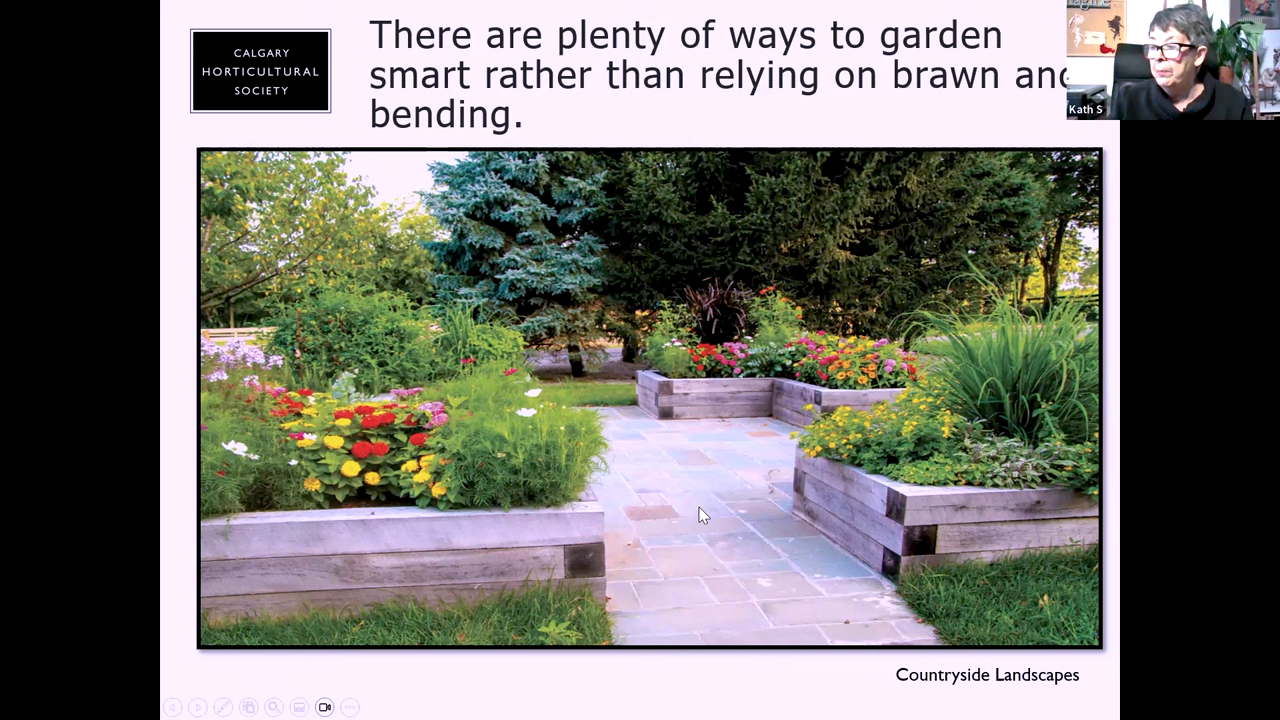 CALGARY
HORTICULTURAL
SOCIETY
There are plenty of ways to garden
smart rather than relying on brawn and
bending.
Kath S
Countryside Landscapes